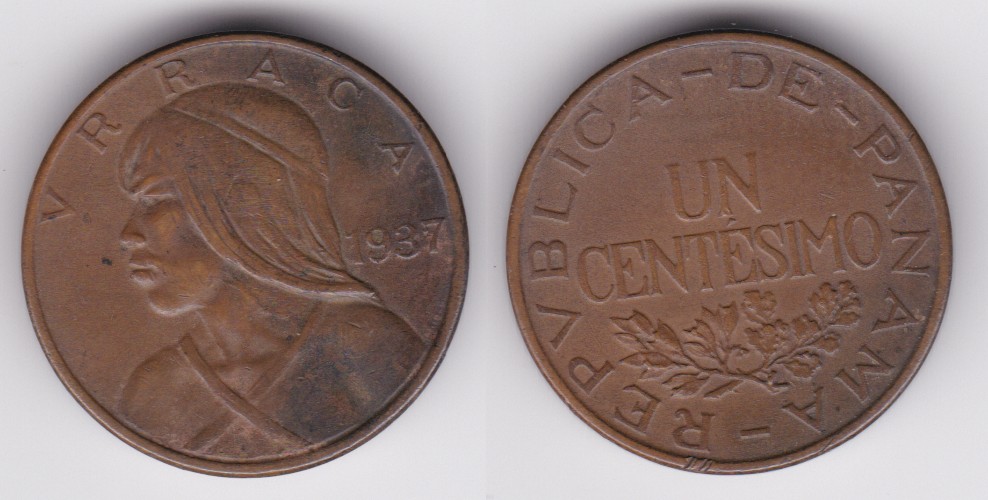 VRRACA
1937
REPVBLICA-DE-PANAMA-
UN
CENTÉSIMO